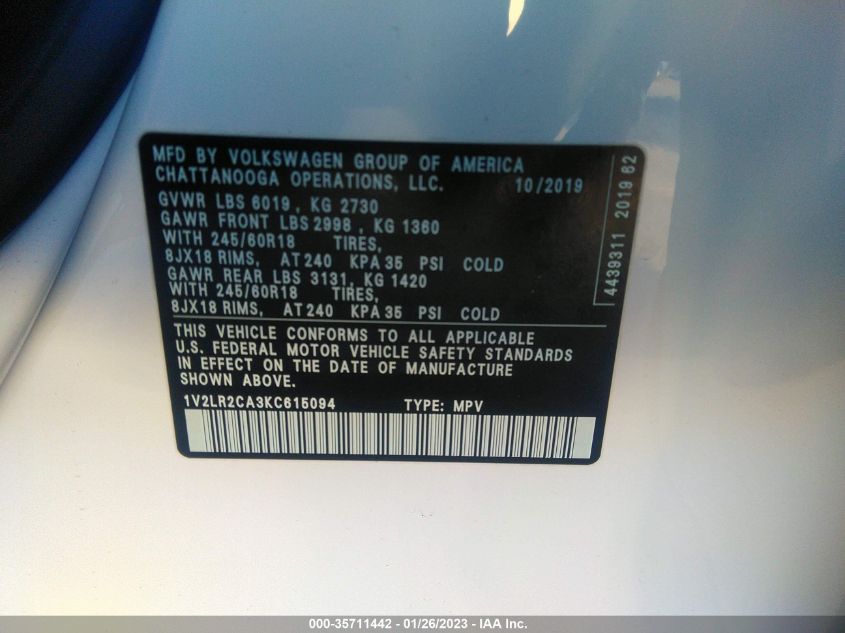 MFD BY VOLKSWAGEN GROUP OF AMERICA
CHATTANOOGA OPERATIONS, LLC. 10/2019
GVWR LBS 6019, KG 2730
GAWR FRONT LBS 2998, KG 1360
WITH 245/60R18 TIRES,
8JX18 RIMS, AT 240 KPA 35 PSI COLD
GAWR REAR LBS 3131, KG 1420
WITH 245/60R18 TIRES,
8JX18 RIMS, AT 240 KPA 35 PSI COLD
THIS VEHICLE CONFORMS TO ALL APPLICABLE
U.S. FEDERAL MOTOR VEHICLE SAFETY STANDARDS
IN EFFECT ON THE DATE OF MANUFACTURE
SHOWN ABOVE.
1V2LR2CA3KC615094 TYPE: MPV
4439311 2019 62
000-35711442 - 01/26/2023 - IAA Inc.